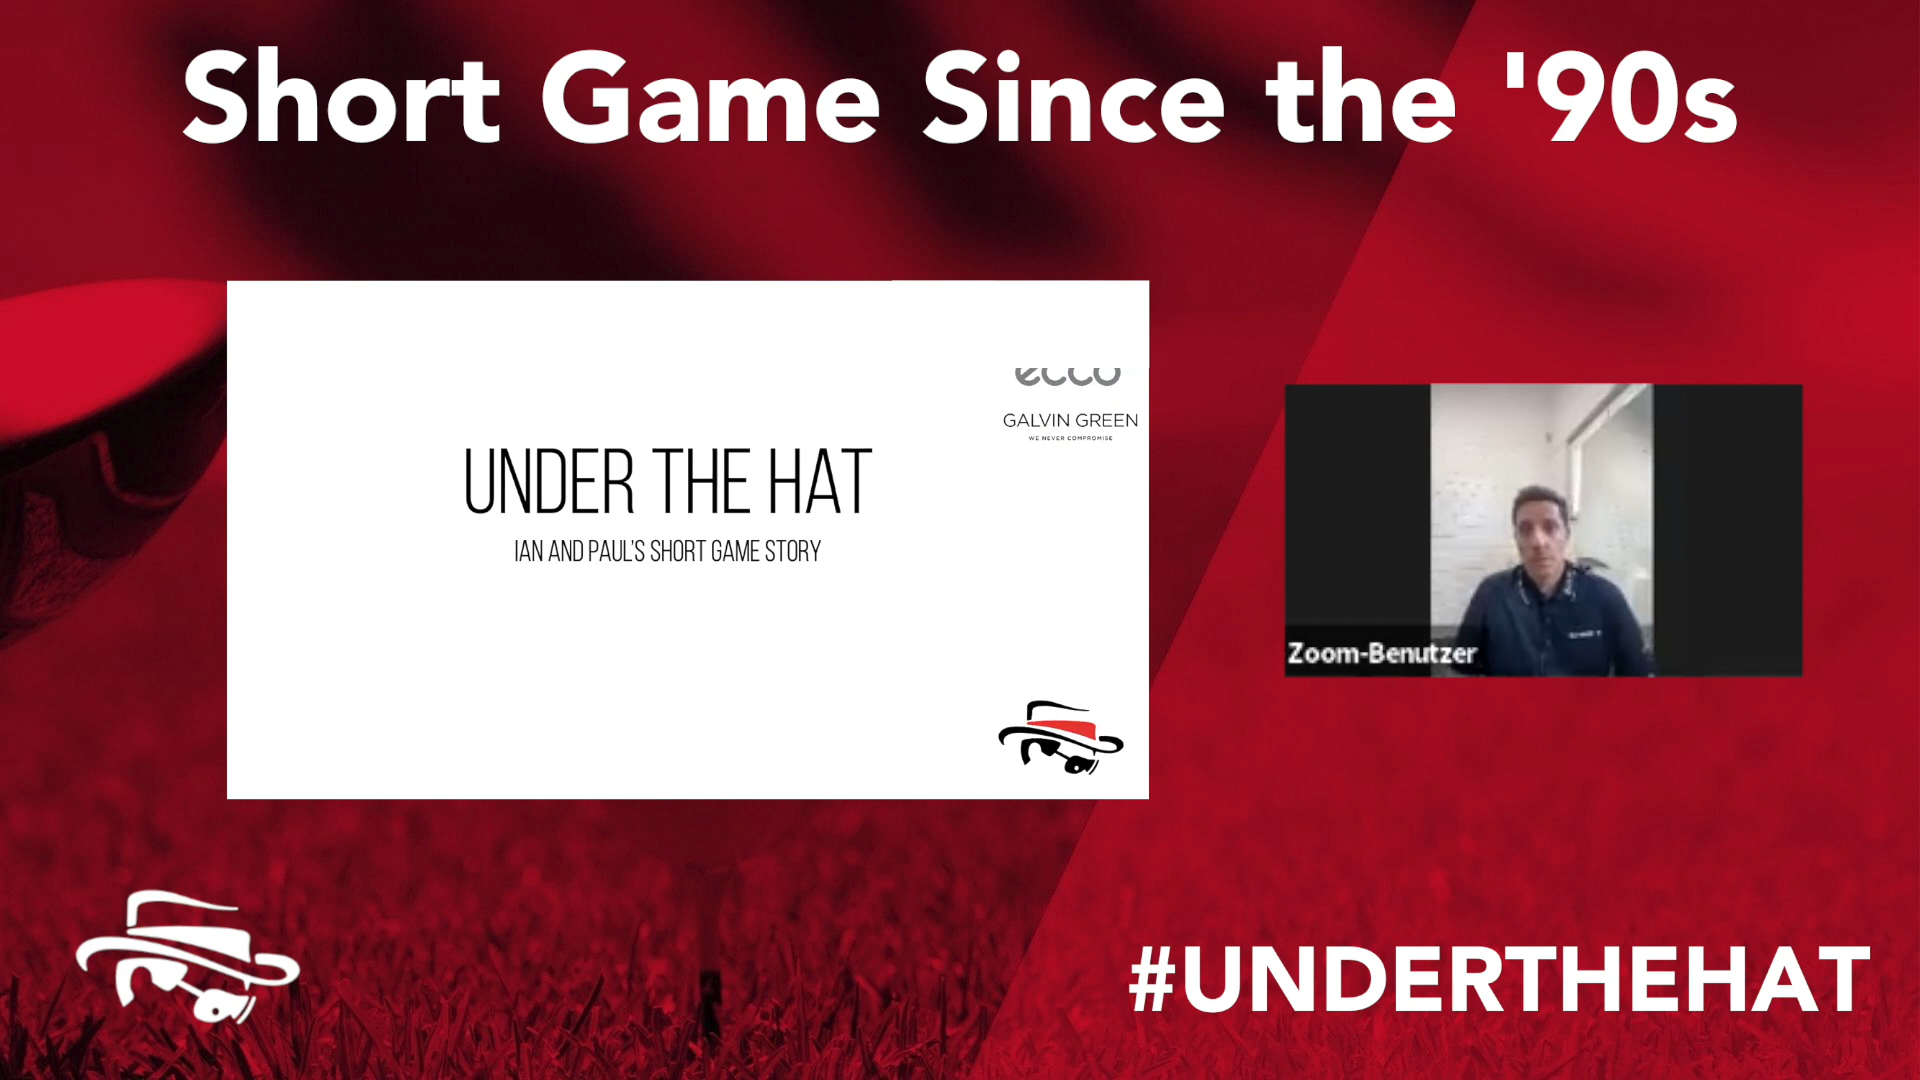 Short Game Since the '90s
ecco
GALVIN GREEN
WE NEVER COMPROMISE
UNDER THE HAT
IAN AND PAUL'S SHORT GAME STORY
Zoom-Benutzer
#UNDERTHEHAT